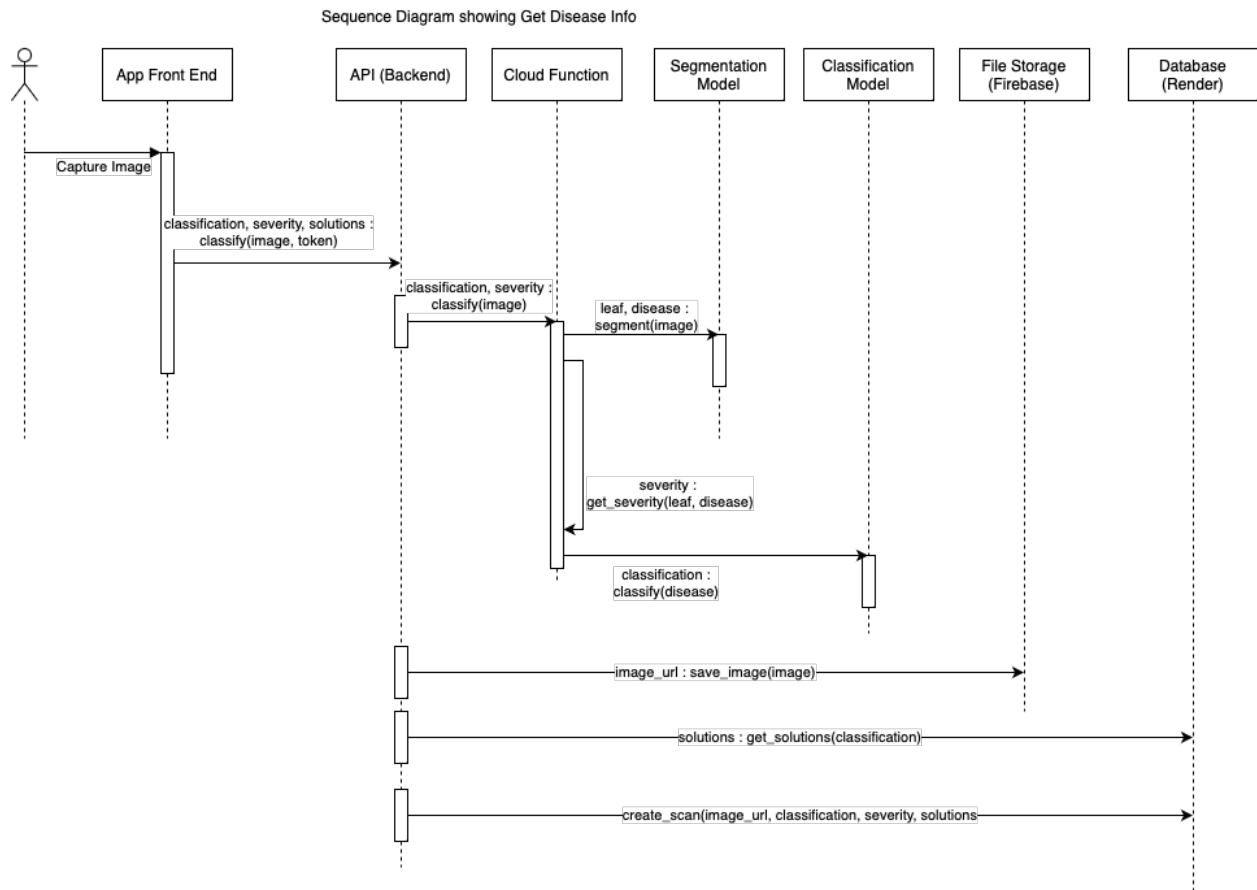 Sequence Diagram showing Get Disease Info
App Front End
API (Backend)
Cloud Function
Segmentation
Model
Classification
Model
File Storage
(Firebase)
Database
(Render)
Capture Image
classification, severity, solutions :
classify(image, token)
classification, severity :
classify(image)
leaf, disease :
segment(image)
severity :
get_severity(leaf, disease)
classification :
classify(disease)
image_url : save_image(image)
solutions : get_solutions(classification)
create_scan(image_url, classification, severity, solutions